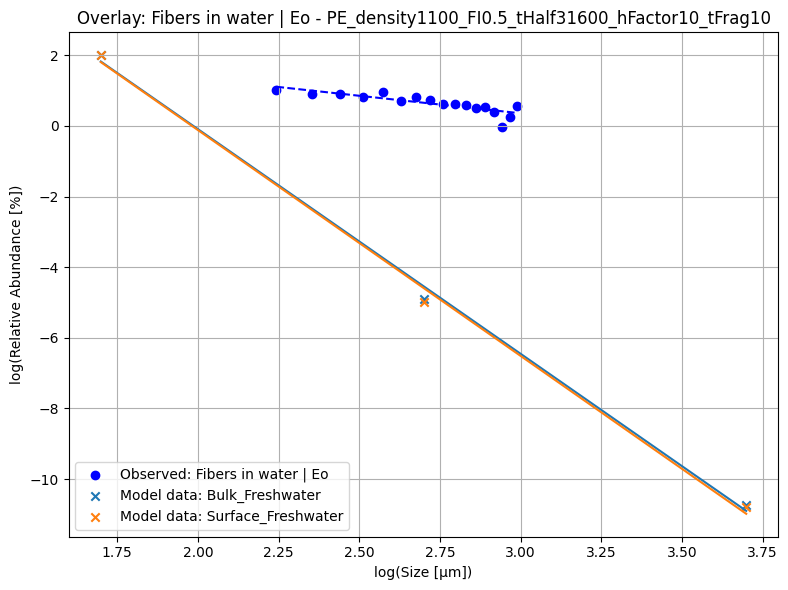 Overlay: Fibers in water | Eo - PE_density1100_FI0.5_tHalf31600_hFactor10_tFrag10
log(Relative Abundance [%])
2
0
−2
−4
−6
−8
−10
Observed: Fibers in water | Eo
Model data: Bulk_Freshwater
Model data: Surface_Freshwater
1.75
2.00
2.25
2.50
2.75
3.00
3.25
3.50
3.75
log(Size [µm])